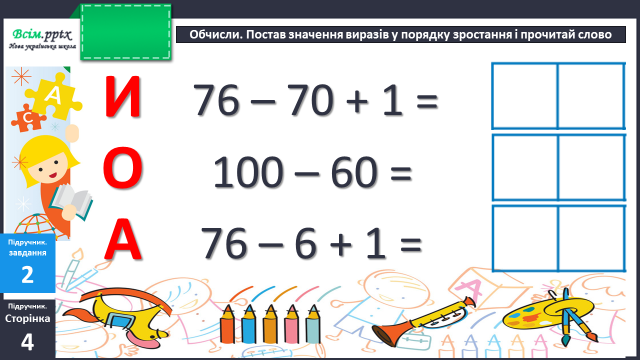 Всім.pptx
Нова українська школа
Обчисли. Постав значення виразів у порядку зростання і прочитай слово
И 76 – 70 + 1 =
О 100 – 60 =
А 76 – 6 + 1 =
Підручник.
завдання
2
Підручник.
Сторінка
4
А
С
А